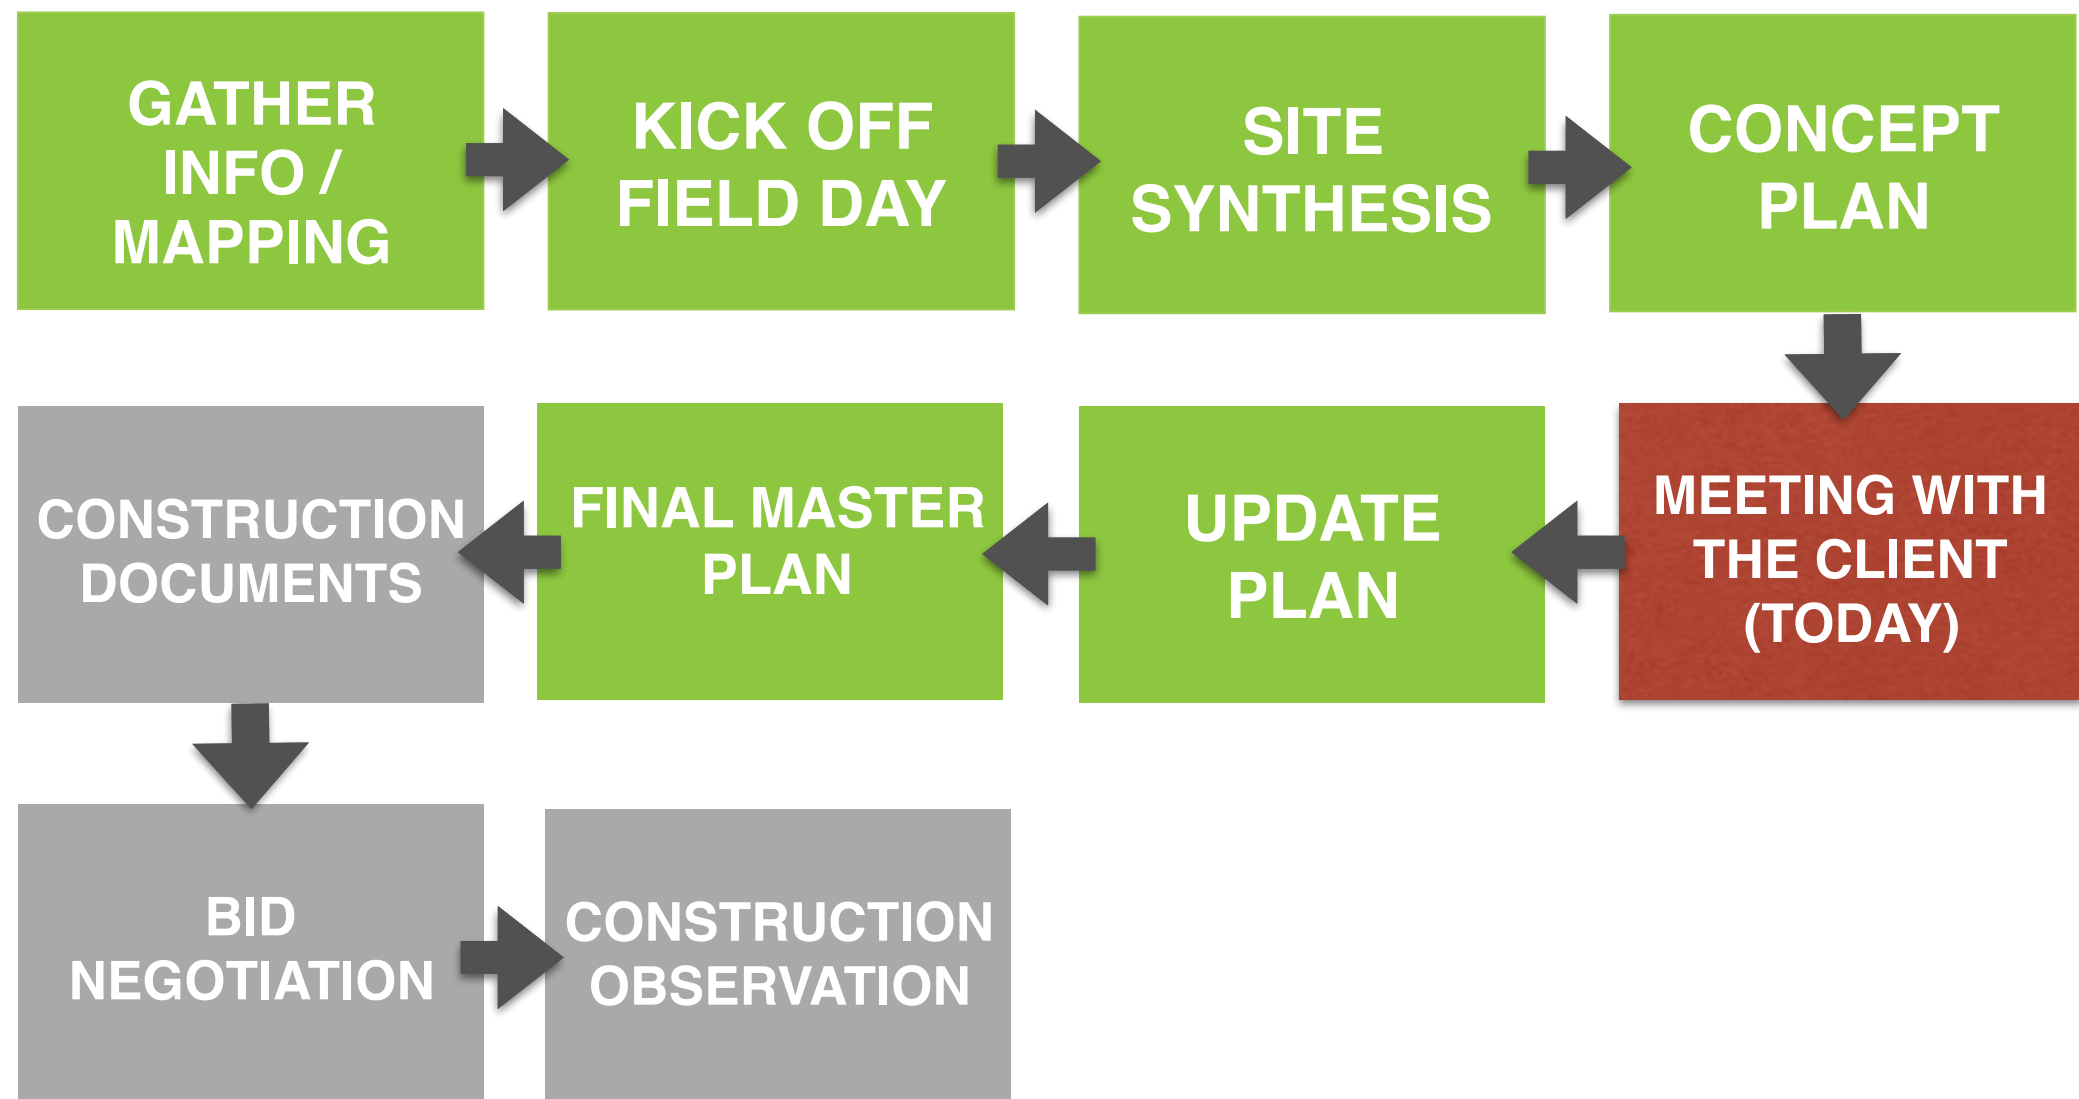 GATHER
INFO /
MAPPING
KICK OFF
FIELD DAY
SITE
SYNTHESIS
CONCEPT
PLAN
MEETING WITH
THE CLIENT
(TODAY)
UPDATE
PLAN
FINAL MASTER
PLAN
CONSTRUCTION
DOCUMENTS
BID
NEGOTIATION
CONSTRUCTION
OBSERVATION